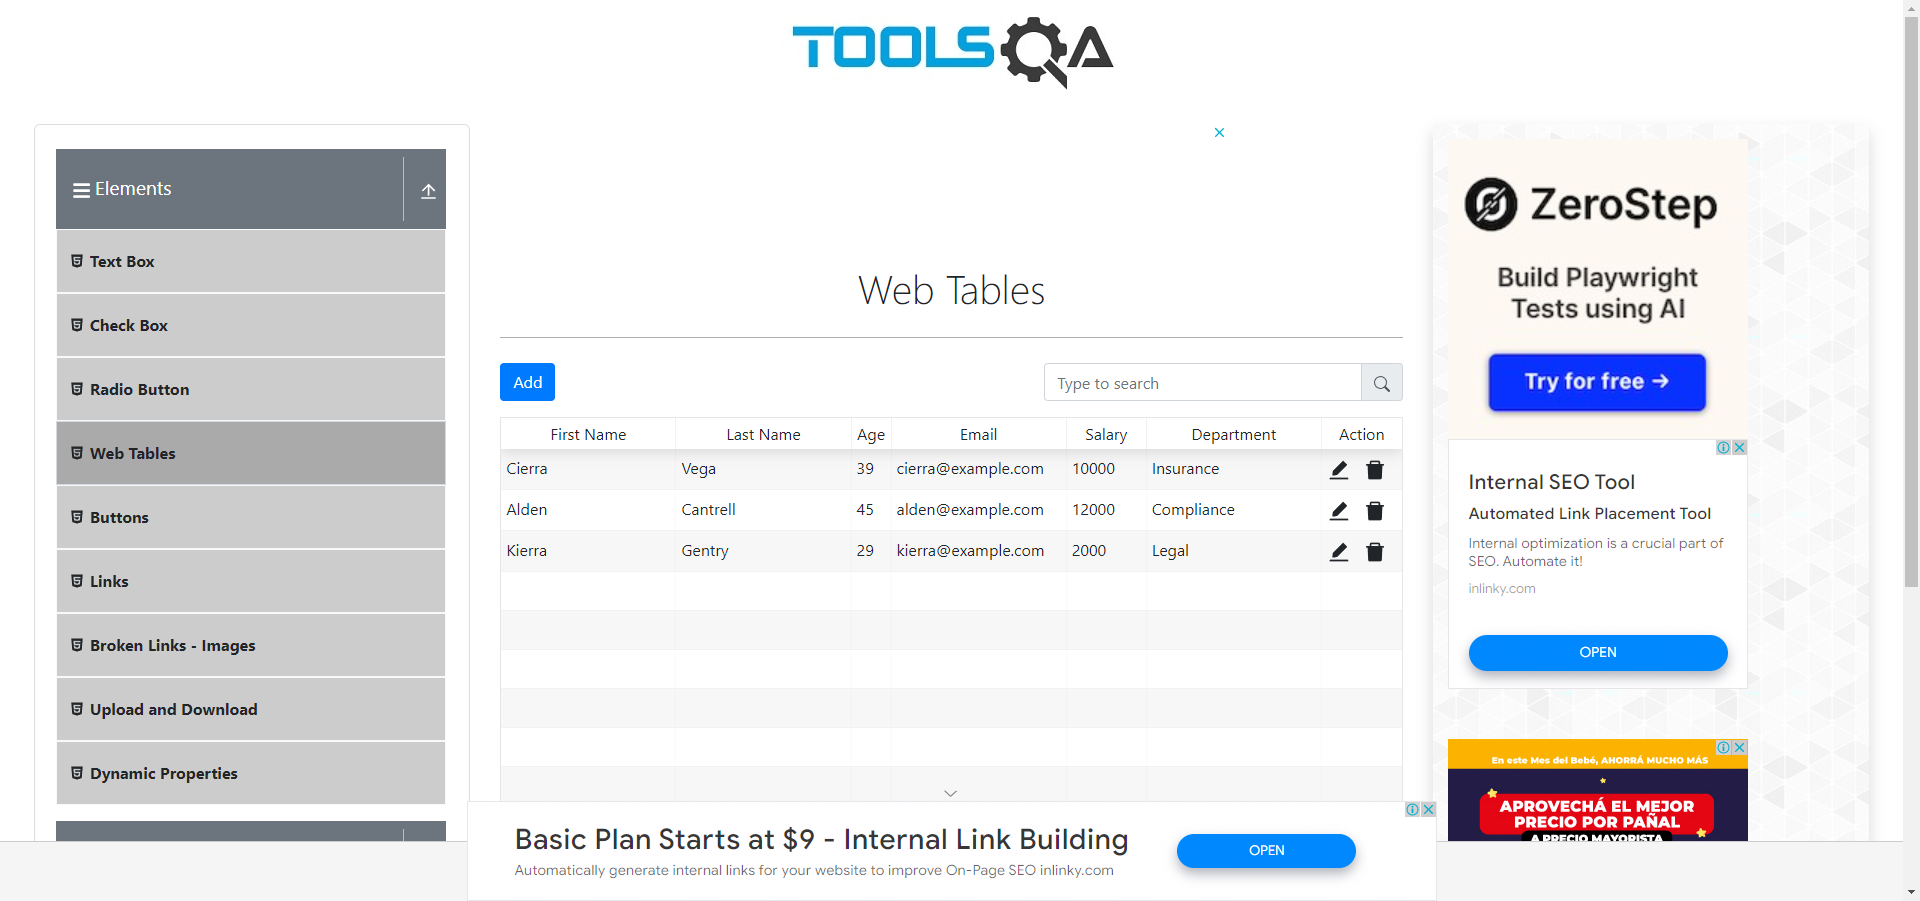 TOOLSQA
Elements
Text Box
Check Box
Radio Button
Web Tables
Buttons
Links
Broken Links - Images
Upload and Download
Dynamic Properties
Web Tables
Add
Type to search
First Name Last Name Age Email Salary Department Action
Cierra Vega 39 cierra@example.com 10000 Insurance
Alden Cantrell 45 alden@example.com 12000 Compliance
Kierra Gentry 29 kierra@example.com 2000 Legal
ZeroStep
Build Playwright
Tests using AI
Try for free →
Internal SEO Tool
Automated Link Placement Tool
Internal optimization is a crucial part of
SEO. Automate it!
inlinky.com
OPEN
En este Mes del Bebé, AHORRÁ MUCHO MÁS
APROVECHÁ EL MEJOR
PRECIO POR PAÑAL
A PRECIO MAYORISTA
Basic Plan Starts at $9 - Internal Link Building
Automatically generate internal links for your website to improve On-Page SEO inlinky.com
OPEN